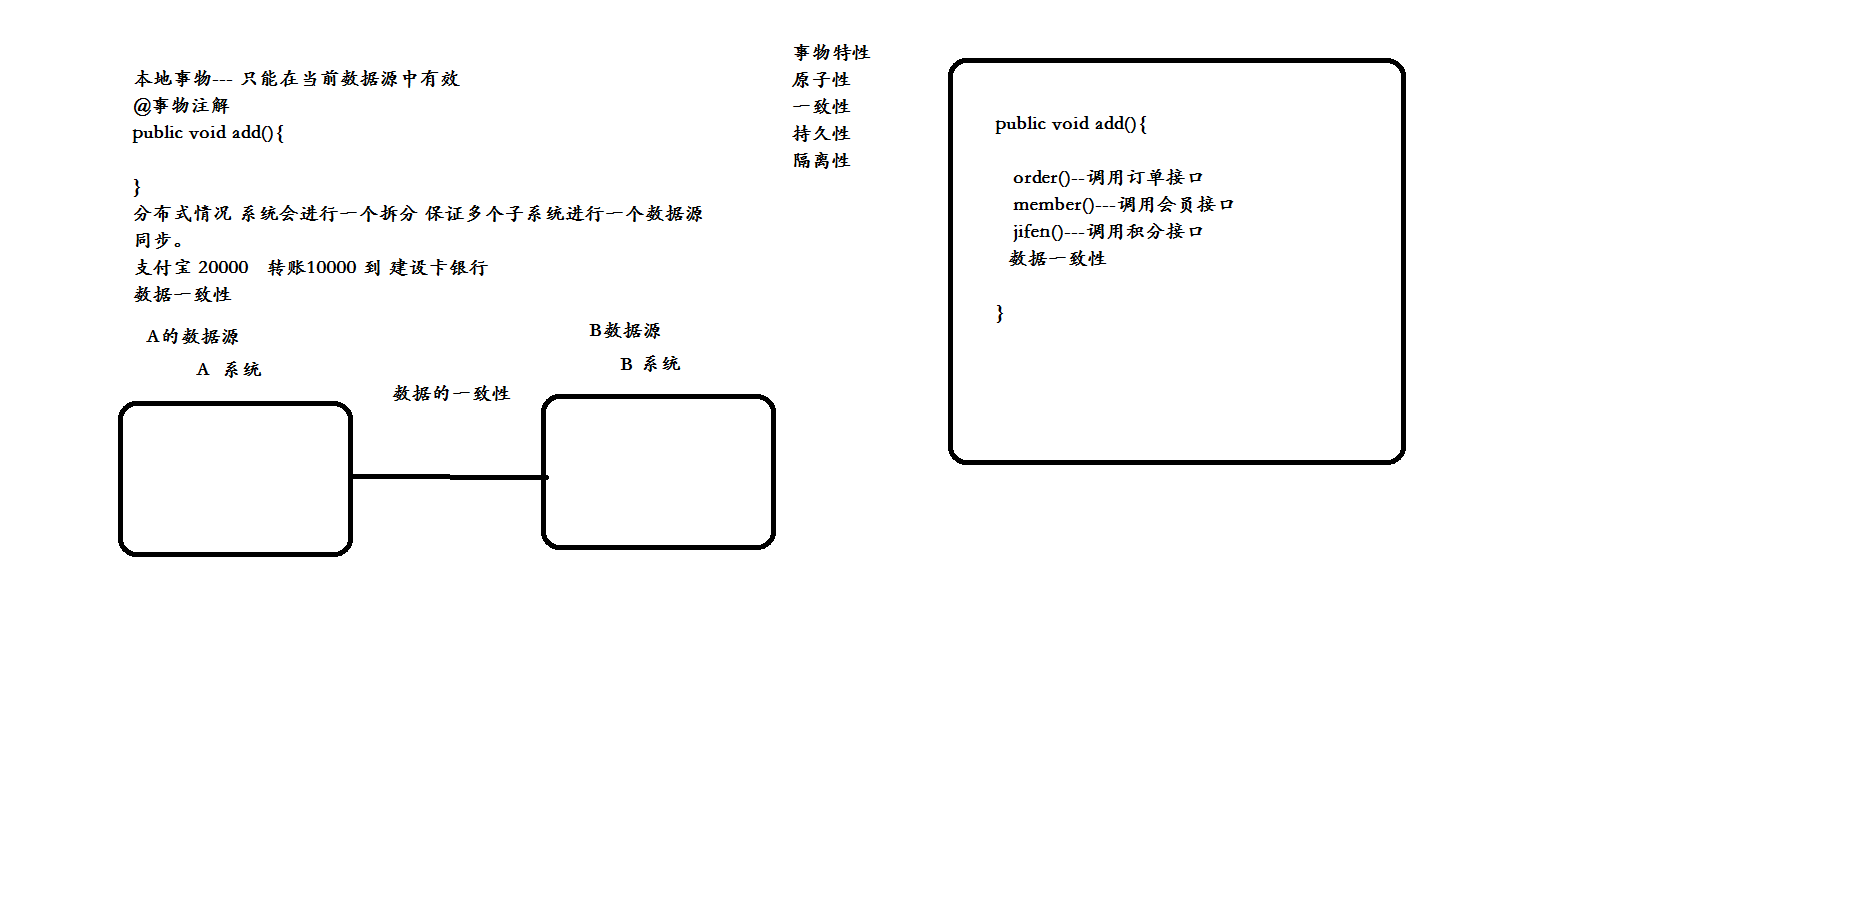 本地事物--- 只能在当前数据源中有效
@事物注解
public void add(){
}
分布式情况 系统会进行一个拆分 保证多个子系统进行一个数据源
同步。
支付宝 20000 转账10000 到 建设卡银行
数据一致性
A的数据源
A 系统
数据的一致性
B数据源
B 系统
事物特性
原子性
一致性
持久性
隔离性
public void add(){
order()--调用订单接口
member()---调用会员接口
jifen()---调用积分接口
数据一致性
}